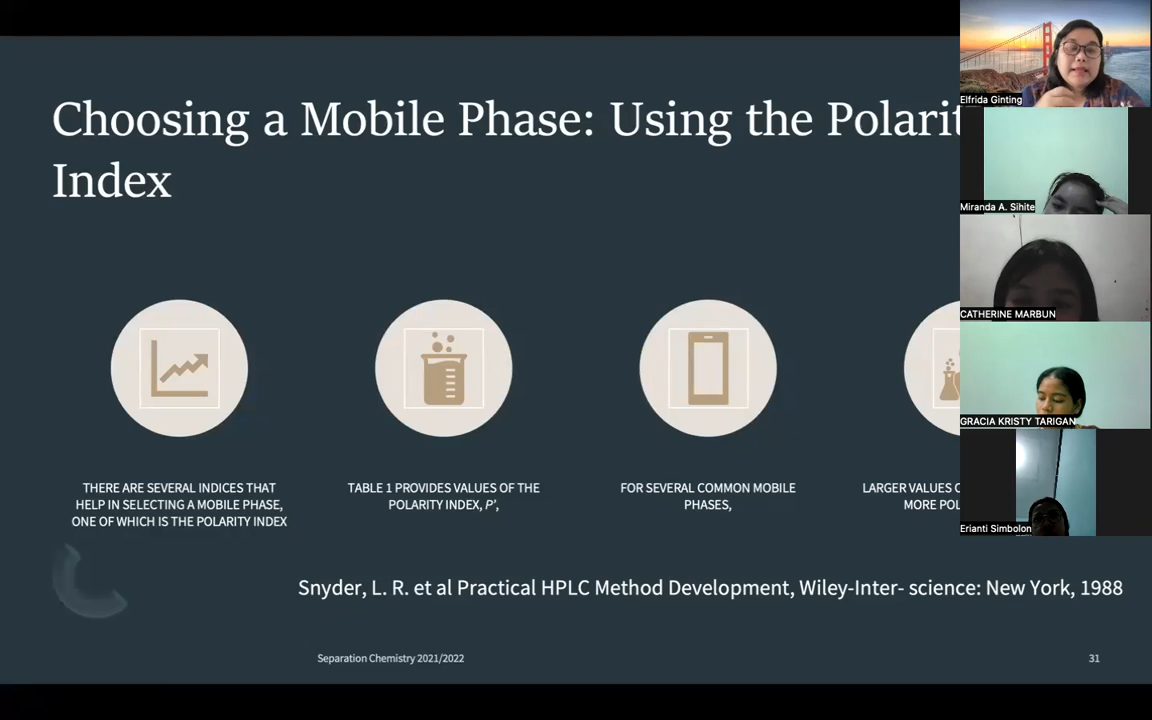 Choosing a Mobile Phase: Using the Polarit
Index
THERE ARE SEVERAL INDICES THAT
HELP IN SELECTING A MOBILE PHASE,
ONE OF WHICH IS THE POLARITY INDEX
TABLE 1 PROVIDES VALUES OF THE
POLARITY INDEX, P′,
FOR SEVERAL COMMON MOBILE
PHASES,
LARGER VALUES
MORE POL
Snyder, L. R. et al Practical HPLC Method Development, Wiley-Inter- science: New York, 1988
Separation Chemistry 2021/2022
31
Elfrida Ginting
Miranda A. Sihite
CATHERINE MARBUN
GRACIA KRISTY TARIGAN
Erianti Simbolon